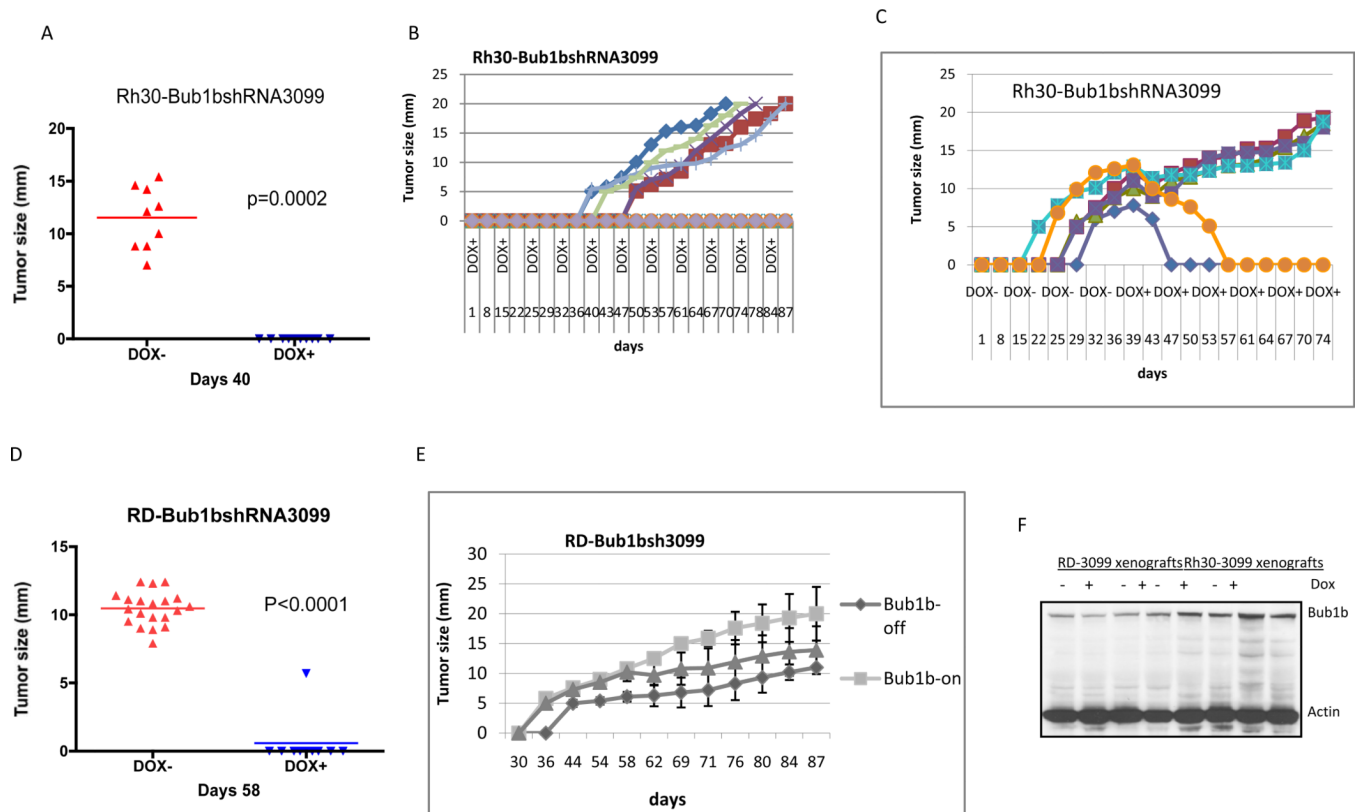 A
Rh30-Bub1bshRNA3099
Tumor size (mm)
20
15
10
5
0
p=0.0002
DOX- DOX+
Days 40
B
Rh30-Bub1bshRNA3099
Tumor size (mm)
25
20
15
10
5
0
DOX+ DOX+ DOX+ DOX+ DOX+ DOX+ DOX+ DOX+ DOX+ DOX+ DOX+
1 8 15 22 25 29 32 36 40 43 47 50 53 57 61 64 67 70 74 78 84 87
days
C
Rh30-Bub1bshRNA3099
Tumor size (mm)
25
20
15
10
5
0
DOX- DOX- DOX- DOX- DOX+ DOX+ DOX+ DOX+ DOX+ DOX+
1 8 15 22 25 29 32 36 39 43 47 50 53 57 61 64 67 70 74
days
D
RD-Bub1bshRNA3099
Tumor size (mm)
15
10
5
0
P<0.0001
DOX- DOX+
Days 58
E
RD-Bub1bsh3099
Tumor size (mm)
30
25
20
15
10
5
0
30 36 44 54 58 62 69 71 76 80 84 87
days
Bub1b-
off
Bub1b-on
F
RD-3099 xenografts Rh30-3099 xenografts
- + - + - + - + Dox
Bub1b
Actin